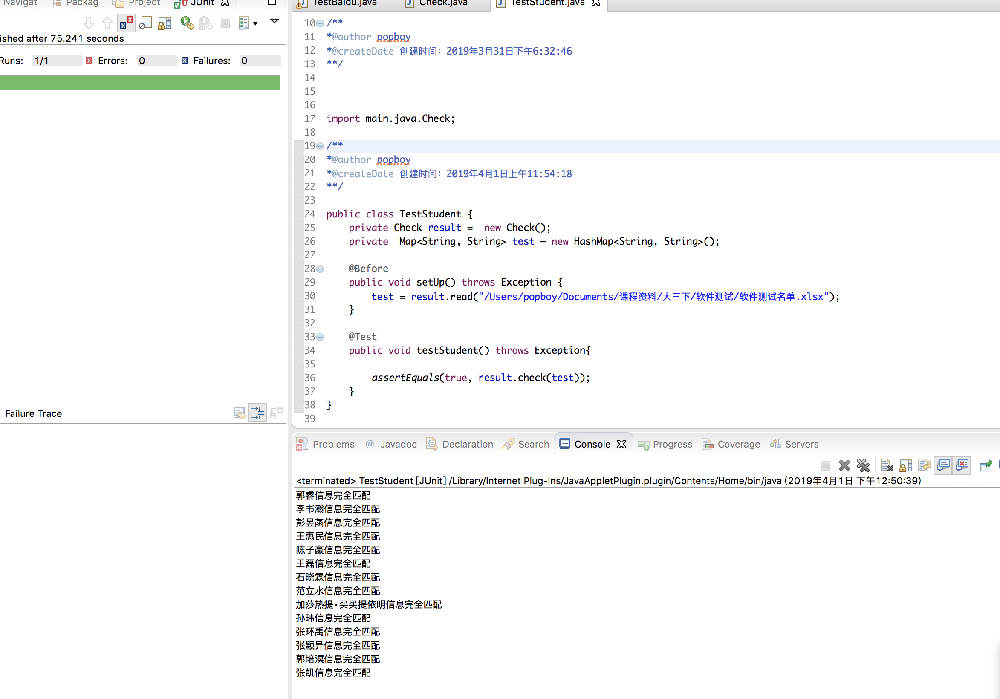 Navigat Packag Project JUnit
ished after 75.241 seconds
Runs: 1/1 Errors: 0 Failures: 0
Failure Trace
TestBaidu.java Check.java TestStudent.java
10 /**
11 *@author popboy
12 *@createDate 创建时间：2019年3月31日下午6:32:46
13 **/
14
15
16
17 import main.java.Check;
18
19 /**
20 *@author popboy
21 *@createDate 创建时间：2019年4月1日上午11:54:18
22 **/
23
24 public class TestStudent {
25 private Check result =  new Check();
26 private  Map<String, String> test = new HashMap<String, String>();
27
28 @Before
29 public void setUp() throws Exception {
30 test = result.read("/Users/popboy/Documents/课程资料/大三下/软件测试/软件测试名单.xlsx");
31 }
32
33 @Test
34 public void testStudent() throws Exception{
35
36 assertEquals(true, result.check(test));
37 }
38 }
39
Problems @ Javadoc Declaration Search Console Progress Coverage Servers
<terminated> TestStudent [JUnit] /Library/Internet Plug-Ins/JavaAppletPlugin.plugin/Contents/Home/bin/java (2019年4月1日 下午12:50:39)
郭睿信息完全匹配
李书瀚信息完全匹配
彭昱菡信息完全匹配
王惠民信息完全匹配
陈子豪信息完全匹配
王磊信息完全匹配
石晓霖信息完全匹配
范立水信息完全匹配
加莎热提·买买提依明信息完全匹配
孙玮信息完全匹配
张环禹信息完全匹配
张颖异信息完全匹配
郭培溟信息完全匹配
张凯信息完全匹配